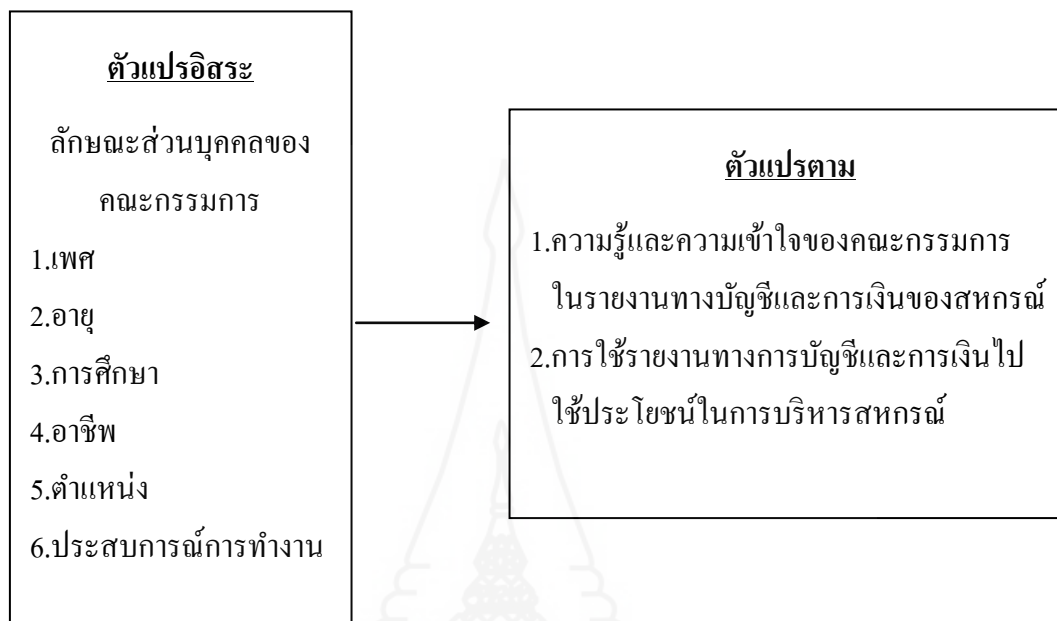 ตัวแปรอิสระ
ลักษณะส่วนบุคคลของ
คณะกรรมการ
1.เพศ
2.อายุ
3.การศึกษา
4.อาชีพ
5.ตำแหน่ง
6.ประสบการณ์การทำงาน
ตัวแปรตาม
1.ความรู้และความเข้าใจของคณะกรรมการ
ในรายงานทางบัญชีและการเงินของสหกรณ์
2.การใช้รายงานทางการบัญชีและการเงินไป
ใช้ประโยชน์ในการบริหารสหกรณ์